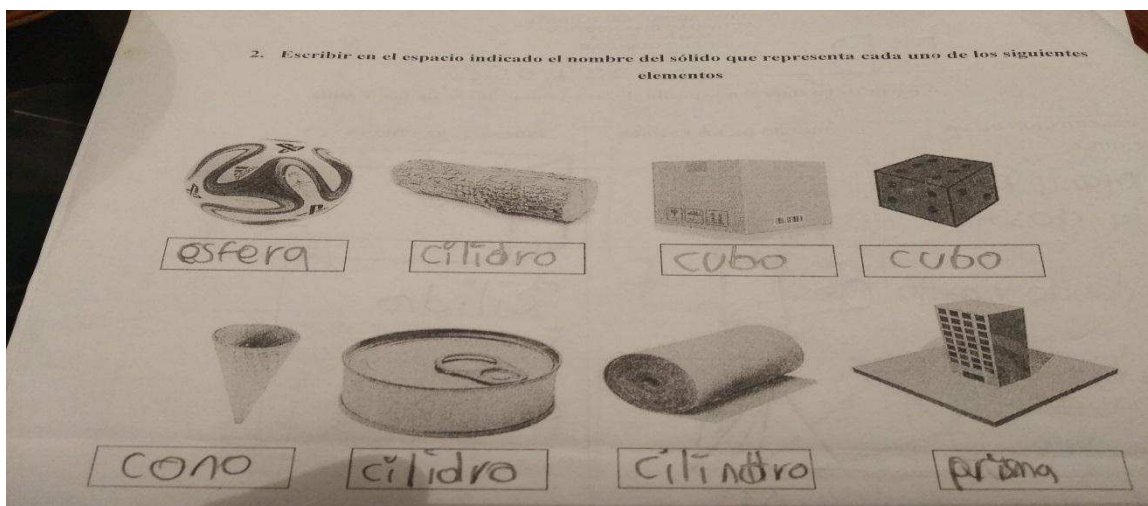 2. Escribir en el espacio indicado el nombre del sólido que representa cada uno de los siguientes
elementos
esfera cilidro cubo cubo
cono cilidro cilindro prisma